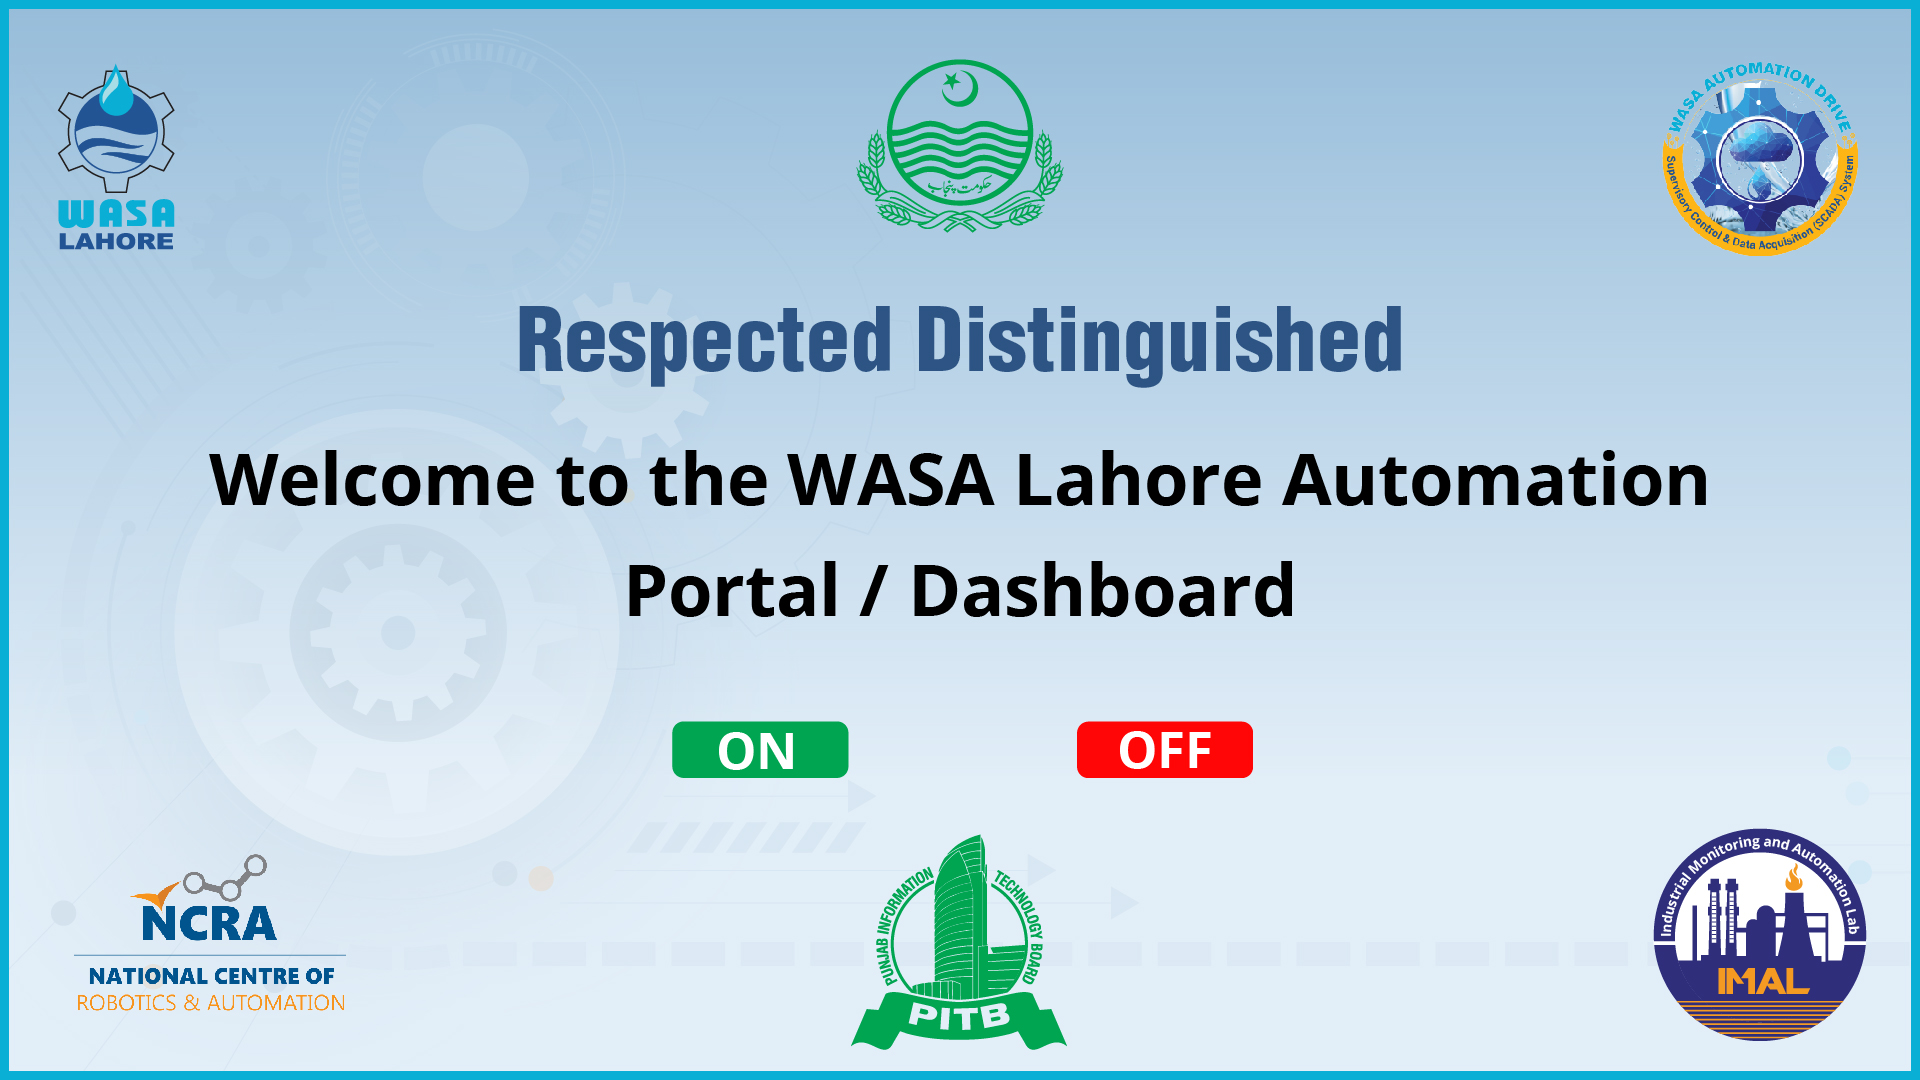 WASA
LAHORE
حکومت پنجاب
WASA AUTOMATION DRIVE
Supervisory Control & Data Acquisition (SCADA) System
Respected Distinguished
Welcome to the WASA Lahore Automation
Portal / Dashboard
ON
OFF
NCRA
NATIONAL CENTRE OF
ROBOTICS & AUTOMATION
PUNJAB INFORMATION
TECHNOLOGY BOARD
PITB
Industrial Monitoring and Automation Lab
IMAL